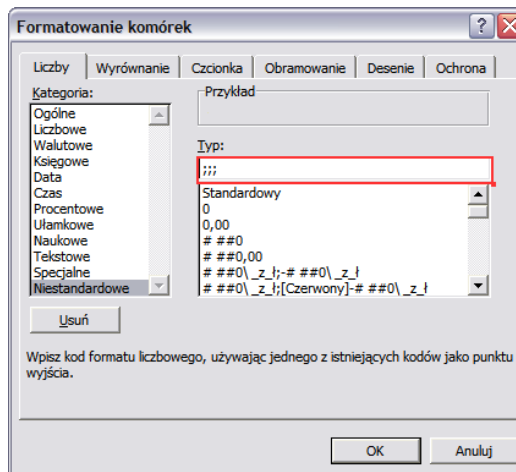 Formatowanie komórek
Liczby Wyrównanie Czcionka Obramowanie Desenie Ochrona
Kategoria:
Ogólne
Liczbowe
Walutowe
Księgowe
Data
Czas
Procentowe
Ułamkowe
Naukowe
Tekstowe
Specjalne
Niestandardowe
Przykład
Typ:
;;;
Standardowy
0
0,00
# ##0
# ##0,00
# ##0\ _z_ł;-# ##0\ _z_ł
# ##0\ _z_ł;[Czerwony]-# ##0\ _z_ł
Usuń
Wpisz kod formatu liczbowego, używając jednego z istniejących kodów jako punktu
wyjścia.
OK Anuluj